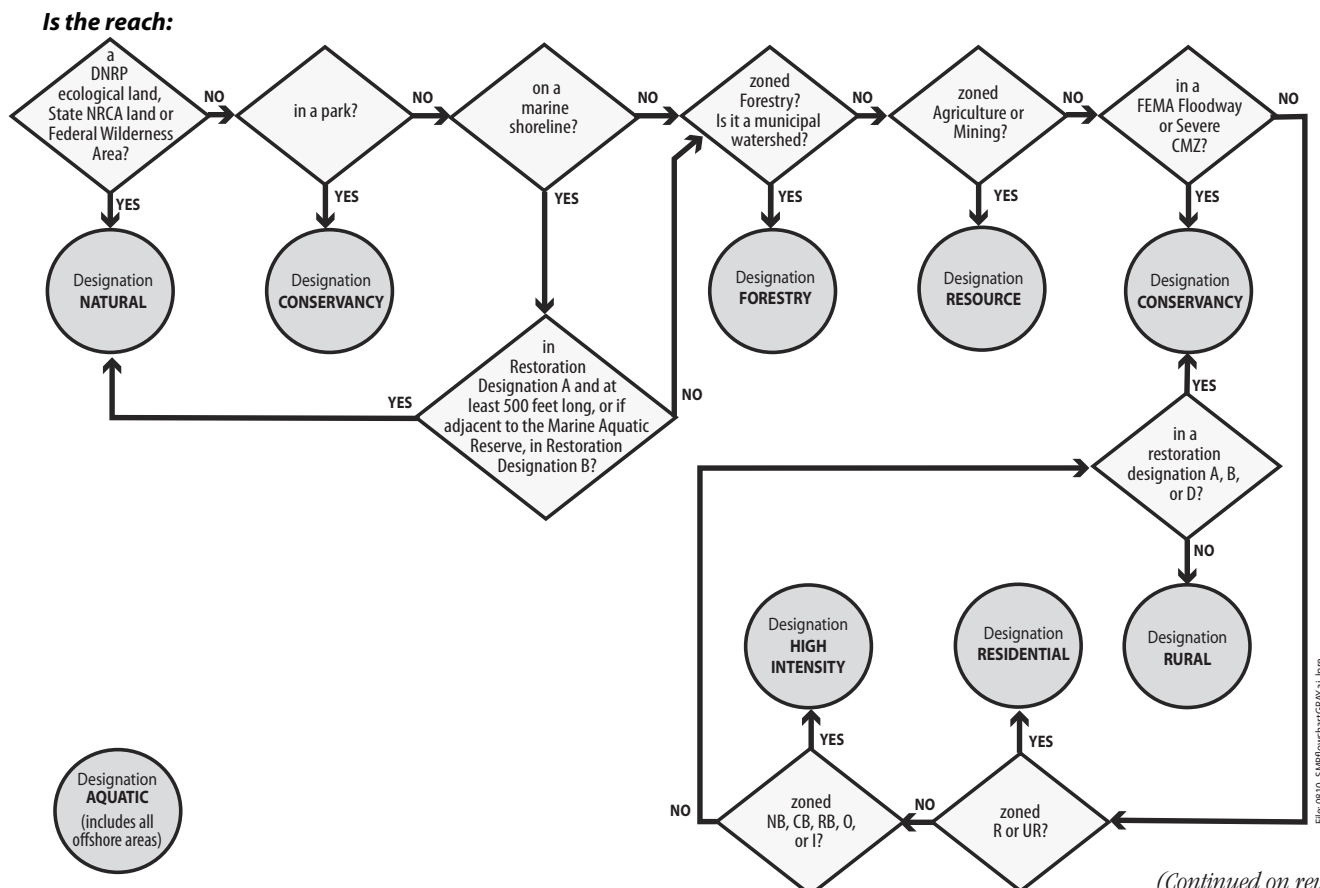 Is the reach:
a
DNRP
ecological land,
State NRCA land or
Federal Wilderness
Area?
NO
in a park?
NO
on a
marine
shoreline?
NO
zoned
Forestry?
Is it a municipal
watershed?
NO
zoned
Agriculture or
Mining?
NO
in a
FEMA Floodway
or Severe
CMZ?
NO
YES
YES
YES
YES
YES
YES
Designation
NATURAL
Designation
CONSERVANCY
Designation
FORESTRY
Designation
RESOURCE
Designation
CONSERVANCY
in
Restoration
Designation A and at
least 500 feet long, or if
adjacent to the Marine Aquatic
Reserve, in Restoration
Designation B?
YES
NO
YES
in a
restoration
designation A, B,
or D?
NO
Designation
HIGH
INTENSITY
Designation
RESIDENTIAL
Designation
RURAL
YES
YES
zoned
NB, CB, RB, O,
or I?
NO
NO
zoned
R or UR?
Designation
AQUATIC
(includes all
offshore areas)
(Continued on rev